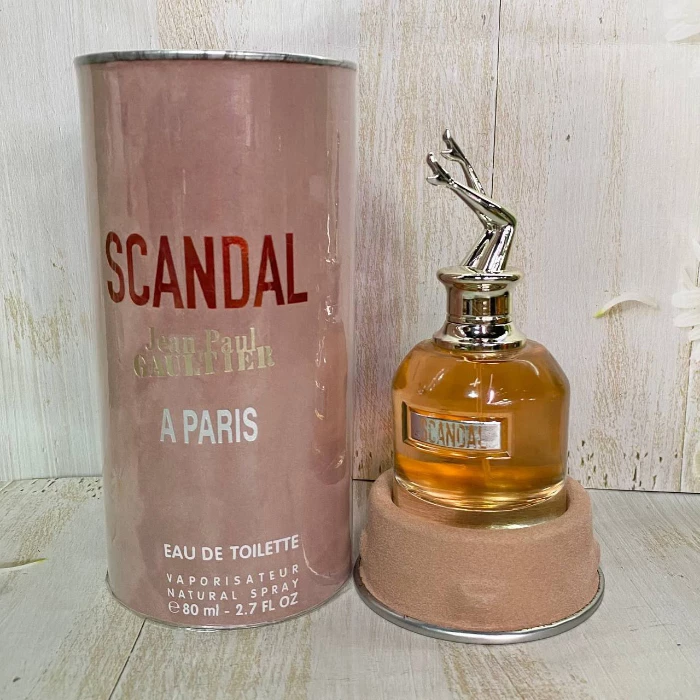 SCANDAL
Jean Paul
GAULTIER
A PARIS
EAU DE TOILETTE
VAPORISATEUR
NATURAL SPRAY
℮ 80 ml - 2.7 FL OZ
SCANDAL